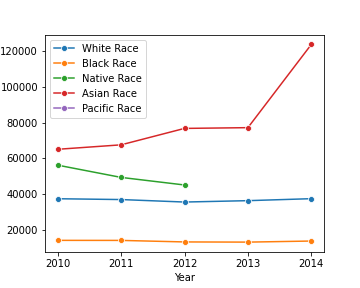 120000
100000
80000
60000
40000
20000
White Race
Black Race
Native Race
Asian Race
Pacific Race
2010 2011 2012 2013 2014
Year